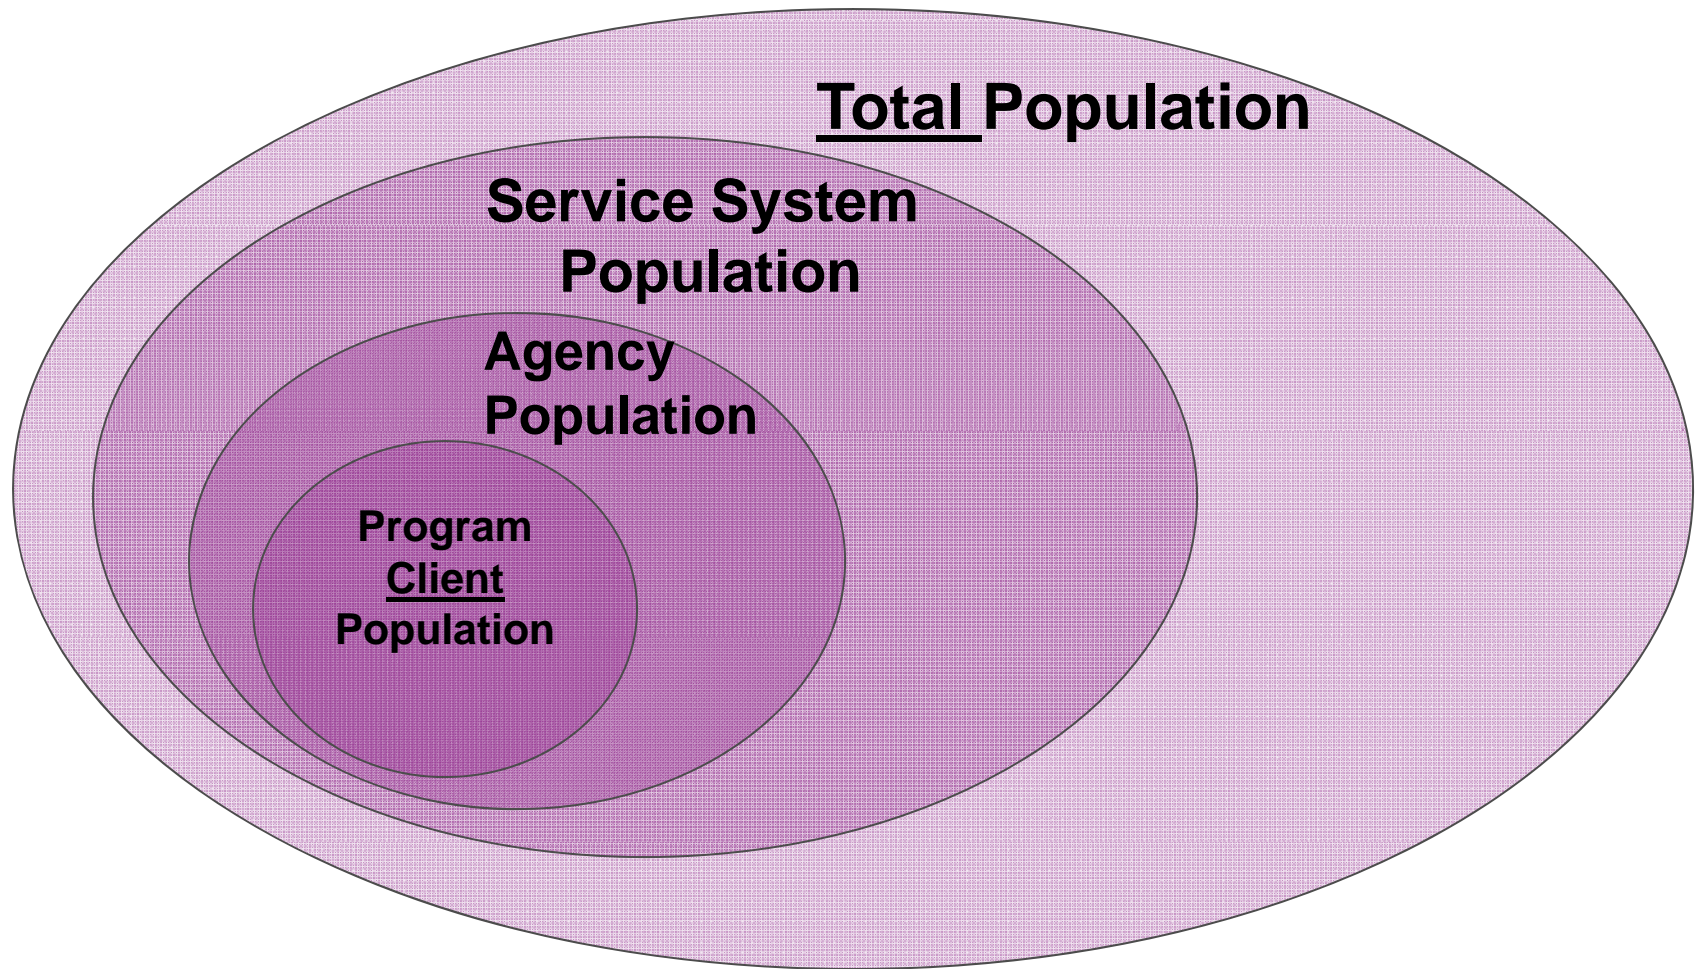 Total Population
Service System
Population
Agency
Population
Program
Client
Population